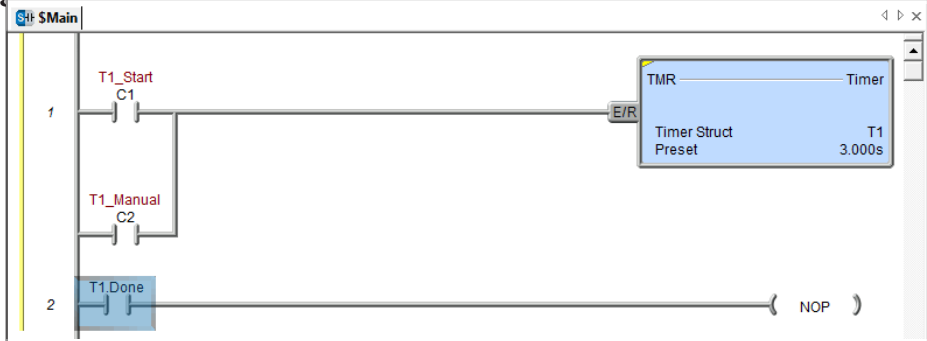 $Main
T1_Start
C1
1
E/R
TMR Timer
Timer Struct T1
Preset 3.000s
T1_Manual
C2
T1.Done
2
NOP